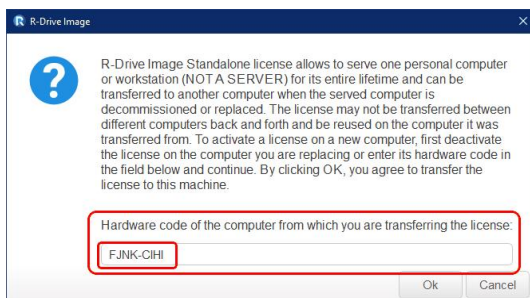 R-Drive Image
R-Drive Image Standalone license allows to serve one personal computer
or workstation (NOT A SERVER) for its entire lifetime and can be
transferred to another computer when the served computer is
decommissioned or replaced. The license may not be transferred between
different computers back and forth and be reused on the computer it was
transferred from. To activate a license on a new computer, first deactivate
the license on the computer you are replacing or enter its hardware code in
the field below and continue. By clicking OK, you agree to transfer the
license to this machine.
Hardware code of the computer from which you are transferring the license:
FJNK-CIHI
Ok Cancel